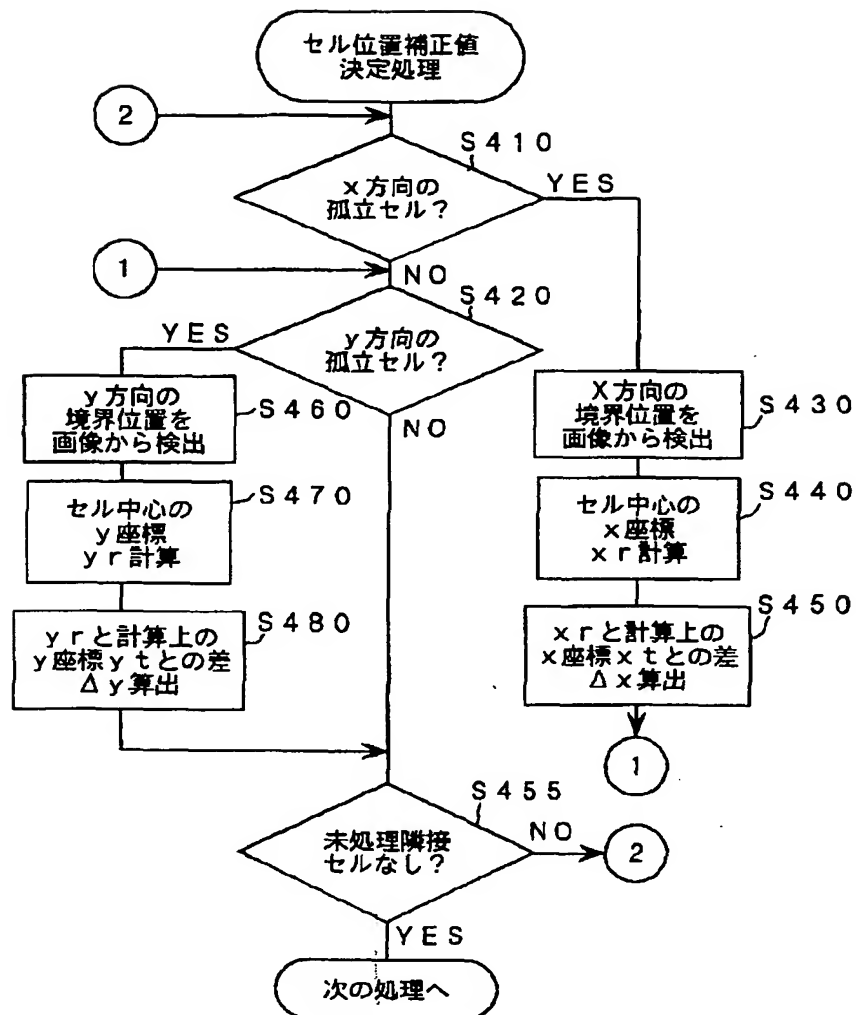 セル位置補正値
決定処理
2
S410
x方向の
孤立セル?
YES
1
NO
S420
YES
y方向の
孤立セル?
NO
y方向の
境界位置を
画像から検出
S460
X方向の
境界位置を
画像から検出
S430
セル中心の
y座標
yr計算
S470
セル中心の
x座標
xr計算
S440
yrと計算上の
y座標ytとの差
Δy算出
S480
xrと計算上の
x座標xtとの差
Δx算出
S450
1
S455
未処理隣接
セルなし?
NO
2
YES
次の処理へ